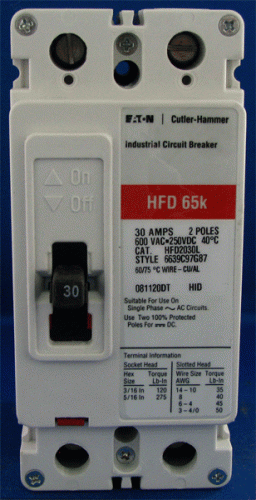 EATON Cutler-Hammer
Industrial Circuit Breaker
HFD 65k
△ On
▽ Off
30
30 AMPS 2 POLES
600 VAC•250VDC 40°C
CAT. HFD2030L
STYLE 6639C97G87
60/75 °C WIRE-CU/AL
081120DT HID
Suitable For Use On
Single Phase ∼ AC Circuits.
Use Two 100% Protected
Poles For ⎓ DC.
Terminal Information
Socket Head Slotted Head
Hex Torque Wire Size Torque
Size Lb-In AWG Lb-In
3/16 In 120 14-10 35
5/16 In 275 8 40
6-4 45
3-4/0 50